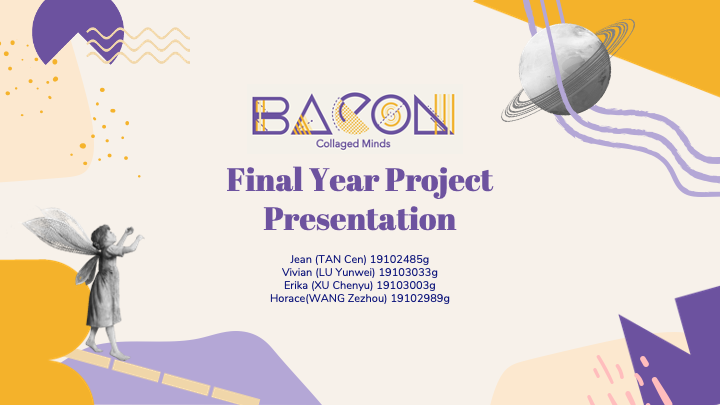 BACON
Collaged Minds
Final Year Project
Presentation
Jean (TAN Cen) 19102485g
Vivian (LU Yunwei) 19103033g
Erika (XU Chenyu) 19103003g
Horace(WANG Zezhou) 19102989g